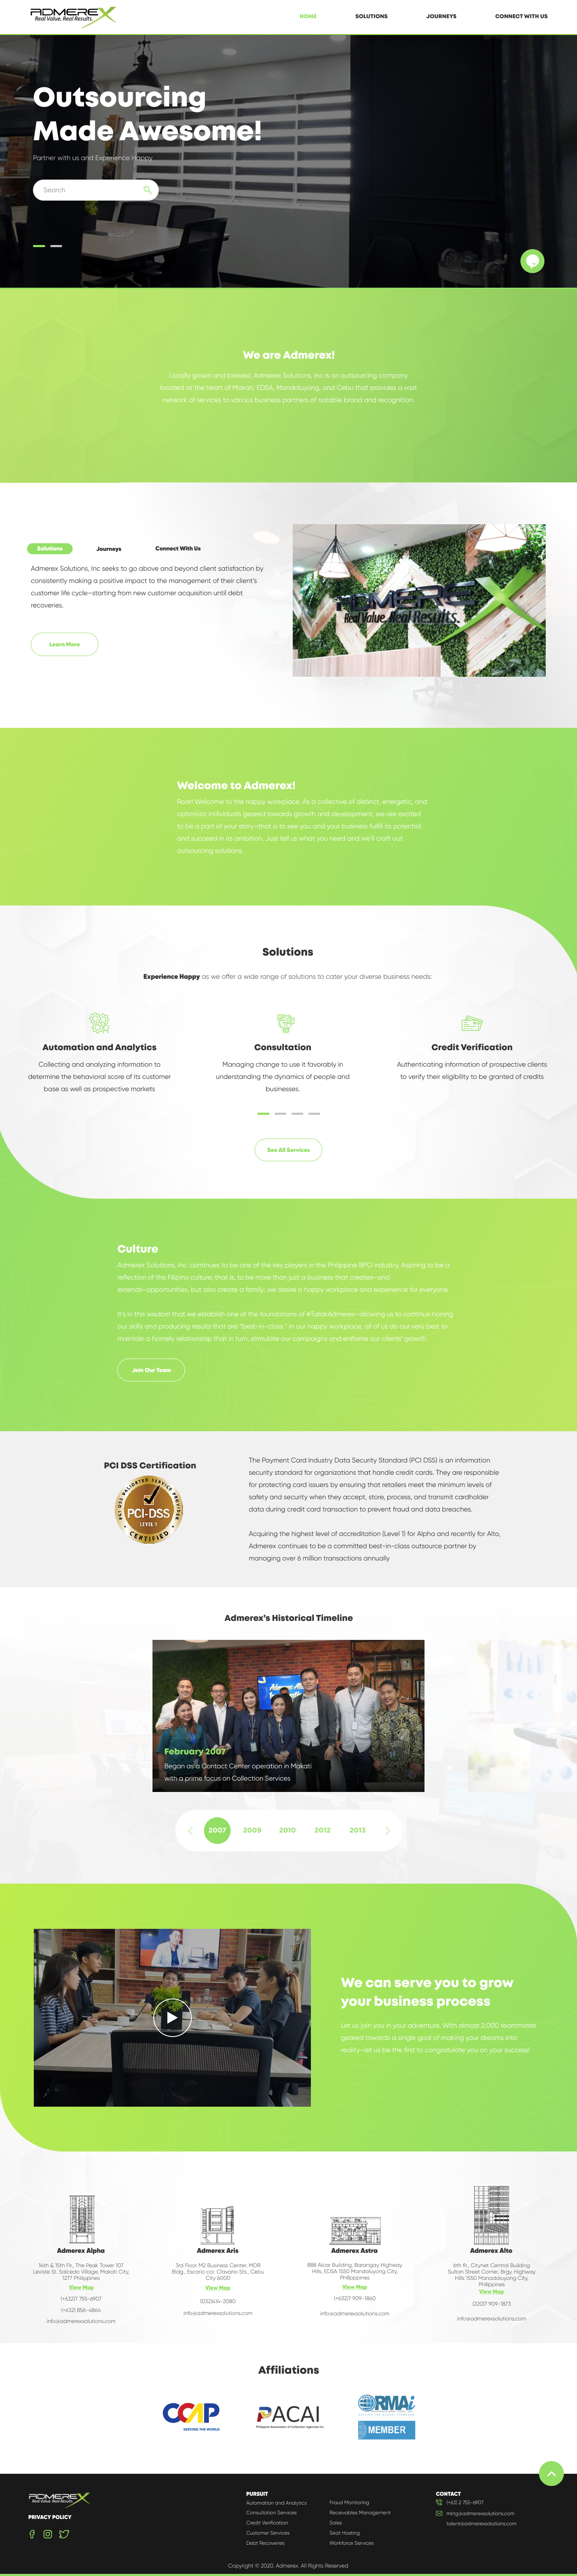 ADMEREX
Real Value. Real Results.
HOME
SOLUTIONS
JOURNEYS
CONNECT WITH US
Outsourcing
Made Awesome!
Partner with us and Experience Happy
Search
We are Admerex!
Locally grown and brewed, Admerex Solutions, Inc is an outsourcing company
located at the heart of Makati, EDSA, Mandaluyong, and Cebu that provides a vast
network of services to various business partners of notable brand and recognition.
Solutions
Journeys
Connect With Us
Admerex Solutions, Inc seeks to go above and beyond client satisfaction by
consistently making a positive impact to the management of their client's
customer life cycle–starting from new customer acquisition until debt
recoveries.
Learn More
ADMEREX
Real Value. Real Results.
Welcome to Admerex!
Roar! Welcome to the happy workplace. As a collective of distinct, energetic, and
optimistic individuals geared towards growth and development, we are excited
to be a part of your story–that is to see you and your business fulfill its potential
and succeed in its ambition. Just tell us what you need and we'll craft out
outsourcing solutions.
Solutions
Experience Happy as we offer a wide range of solutions to cater your diverse business needs:
Automation and Analytics
Collecting and analyzing information to
determine the behavioral score of its customer
base as well as prospective markets
Consultation
Managing change to use it favorably in
understanding the dynamics of people and
businesses.
Credit Verification
Authenticating information of prospective clients
to verify their eligibility to be granted of credits
See All Services
Culture
Admerex Solutions, Inc. continues to be one of the key players in the Philippine BPO industry. Aspiring to be a
reflection of the Filipino culture: that is, to be more than just a business that creates–and
extends–opportunities, but also create a family; we desire a happy workplace and experience for everyone.
It's in this wisdom that we establish one of the foundations of #TatakAdmerex–allowing us to continue honing
our skills and producing results that are "best-in-class." In our happy workplace, all of us do our very best to
maintain a homely relationship that in turn, stimulate our campaigns and enflame our clients' growth.
Join Our Team
PCI DSS Certification
PCI-DSS
LEVEL 1
CERTIFIED
The Payment Card Industry Data Security Standard (PCI DSS) is an information
security standard for organizations that handle credit cards. They are responsible
for protecting card issuers by ensuring that retailers meet the minimum levels of
safety and security when they accept, store, process, and transmit cardholder
data during credit card transaction to prevent fraud and data breaches.
Acquiring the highest level of accreditation (Level 1) for Alpha and recently for Alto,
Admerex continues to be a committed best-in-class outsource partner by
managing over 6 million transactions annually
Admerex's Historical Timeline
February 2007
Began as a Contact Center operation in Makati
with a prime focus on Collection Services
2007
2009
2010
2012
2013
We can serve you to grow
your business process
Let us join you in your adventure. With almost 2,000 teammates
geared towards a single goal of making your dreams into
reality–let us be the first to congratulate you on your success!
Admerex Alpha
14th & 15th Flr., The Peak Tower 107
Leviste St. Salcedo Village, Makati City,
1277 Philippines
View Map
(+632)7 755-6907
(+632) 856-4864
info@admerexsolutions.com
Admerex Aris
3rd Floor M2 Business Center, MDR
Bldg., Escario cor. Clavano Sts., Cebu
City 6000
View Map
(032)414-2080
info@admerexsolutions.com
Admerex Astra
888 Alcar Building, Barangay Highway
Hills, EDSA 1550 Mandaluyong City,
Phillippines
View Map
(+632)7 909-1860
info@admerexsolutions.com
Admerex Alto
6th flr., Citynet Central Building
Sultan Street Corner, Brgy, Highway
Hills 1550 Mandaluyong City,
Philippines
View Map
(220)7 909-1873
info@admerexsolutions.com
Affiliations
CCAP
SERVING THE WORLD
PACAI
Philippine Association of Collection Agencies Inc
RMAi
MEMBER
ADMEREX
Real Value. Real Results.
PRIVACY POLICY
PURSUIT
Automation and Analytics
Consultation Services
Credit Verification
Customer Services
Debt Recoveries
Fraud Monitoring
Receivables Management
Sales
Seat Hosting
Workforce Services
CONTACT
(+63) 2 755-6907
mktg@admerexsolutions.com
talent@admerexsolutions.com
Copyright © 2020. Admerex. All Rights Reserved